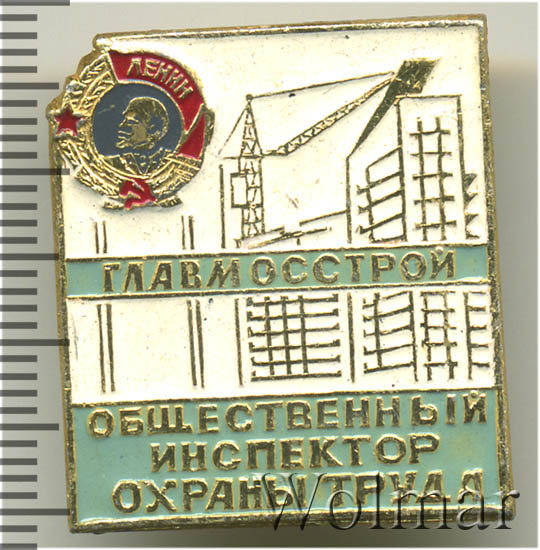 ЛЕНИН
ГЛАВМОССТРОЙ
ОБЩЕСТВЕННЫЙ
ИНСПЕКТОР
ОХРАНЫ ТРУДА
Wolmar